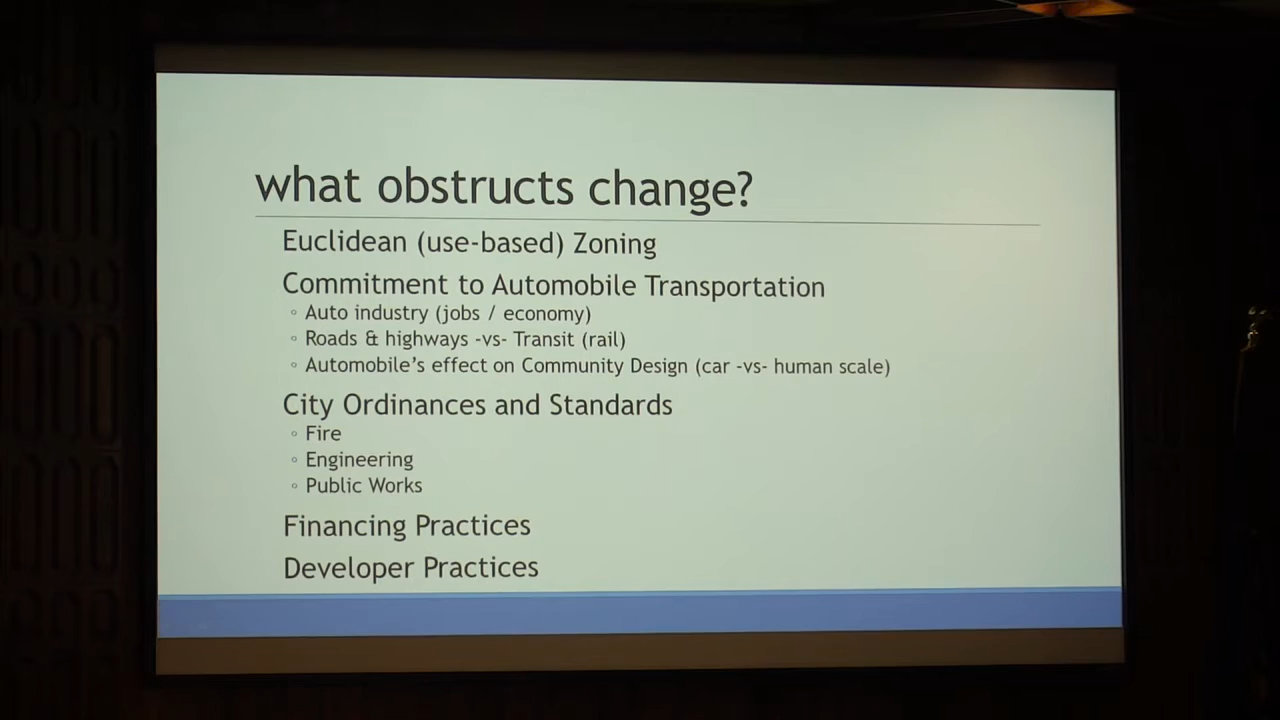 what obstructs change?
Euclidean (use-based) Zoning
Commitment to Automobile Transportation
◦ Auto industry (jobs / economy)
◦ Roads & highways -vs- Transit (rail)
◦ Automobile’s effect on Community Design (car -vs- human scale)
City Ordinances and Standards
◦ Fire
◦ Engineering
◦ Public Works
Financing Practices
Developer Practices